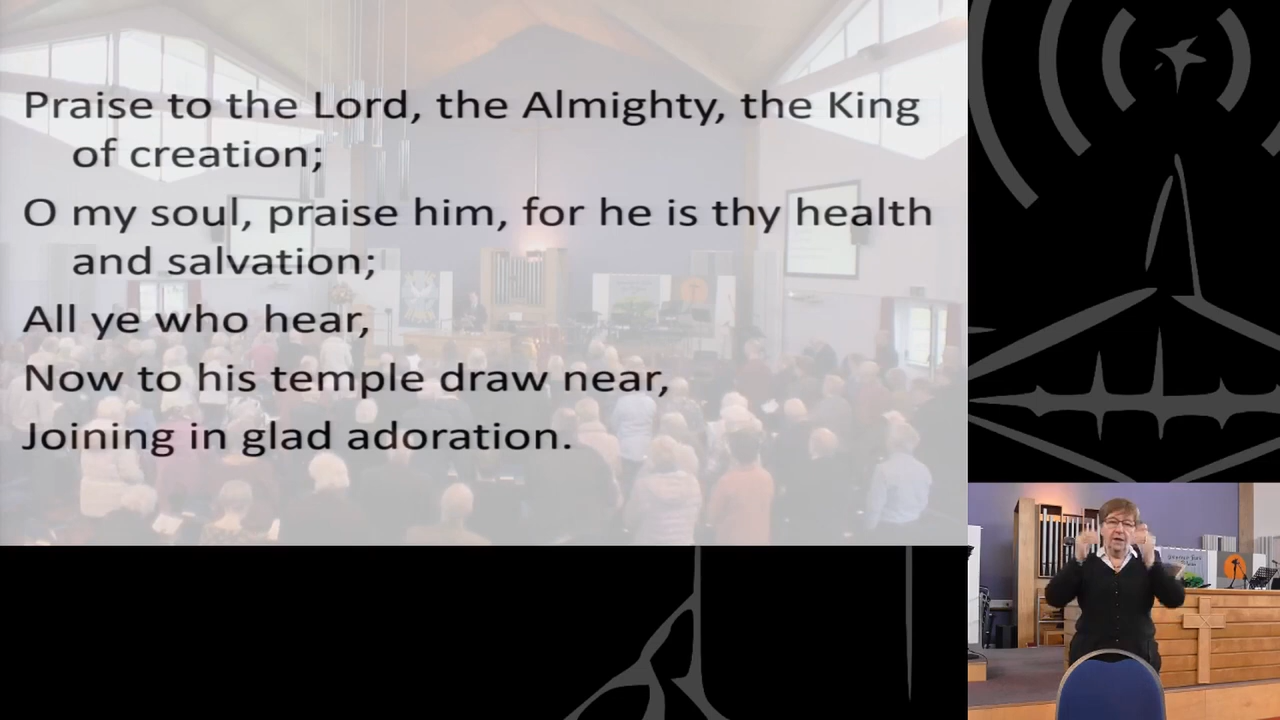 Praise to the Lord, the Almighty, the King
of creation;
O my soul, praise him, for he is thy health
and salvation;
All ye who hear,
Now to his temple draw near,
Joining in glad adoration.